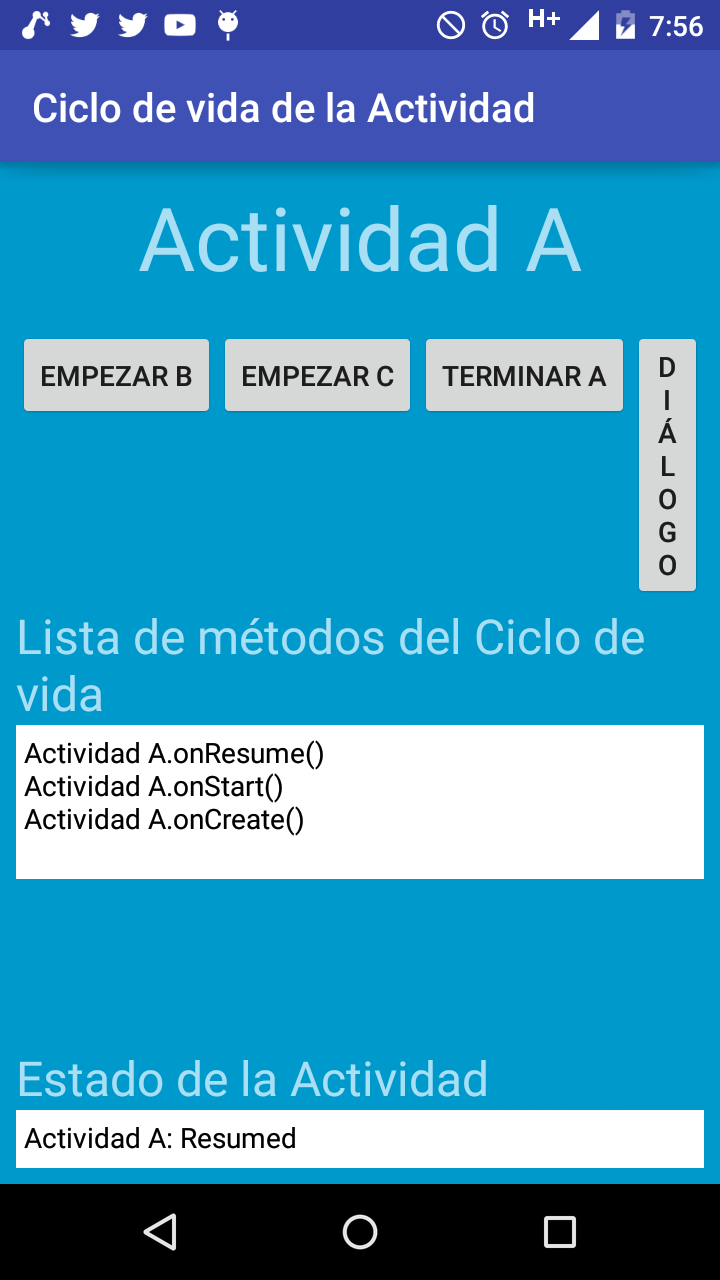 H+ 7:56
Ciclo de vida de la Actividad
Actividad A
EMPEZAR B EMPEZAR C TERMINAR A DIÁLOGO
Lista de métodos del Ciclo de
vida
Actividad A.onResume()
Actividad A.onStart()
Actividad A.onCreate()
Estado de la Actividad
Actividad A: Resumed